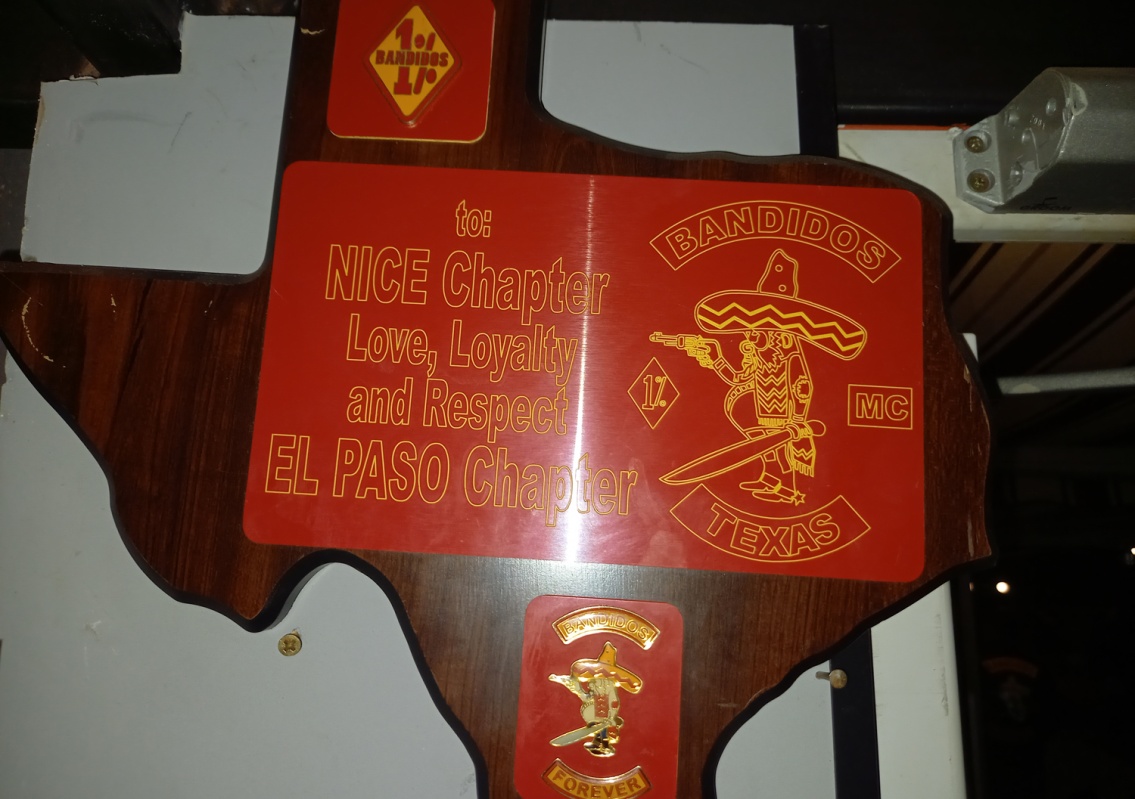 1%
BANDIDOS
1%
to:
NICE Chapter
Love, Loyalty
and Respect
EL PASO Chapter
BANDIDOS
1%
MC
TEXAS
BANDIDOS
FOREVER